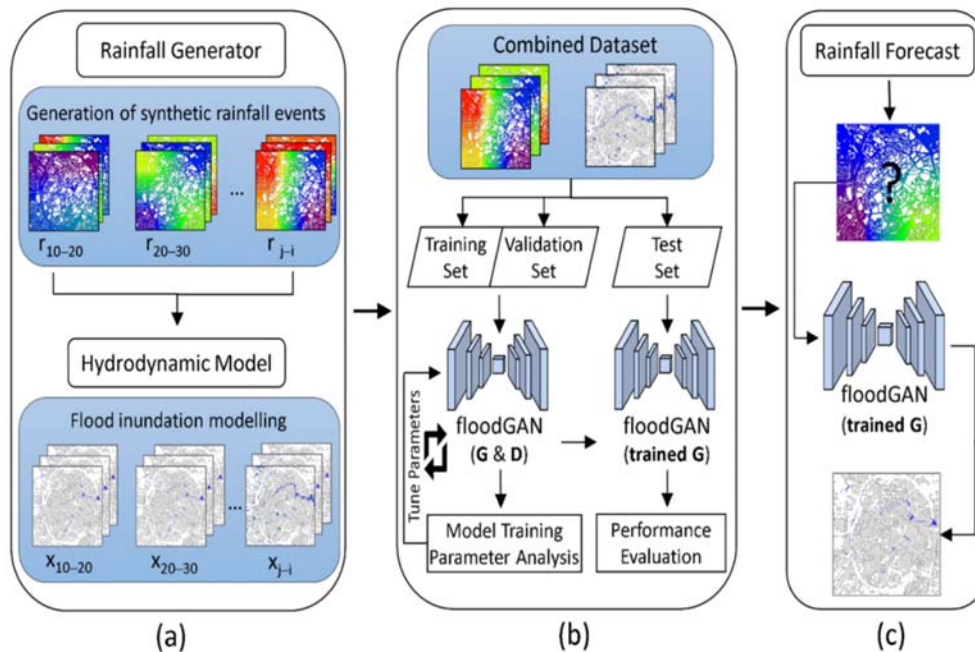 Rainfall Generator
Generation of synthetic rainfall events
...
r10–20
r20–30
r j–i
Hydrodynamic Model
Flood inundation modelling
...
x10–20
x20–30
xj–i
(a)
Combined Dataset
Training
Set
Validation
Set
Test
Set
Tune Parameters
floodGAN
(G & D)
floodGAN
(trained G)
Model Training
Parameter Analysis
Performance
Evaluation
(b)
Rainfall Forecast
?
floodGAN
(trained G)
(c)